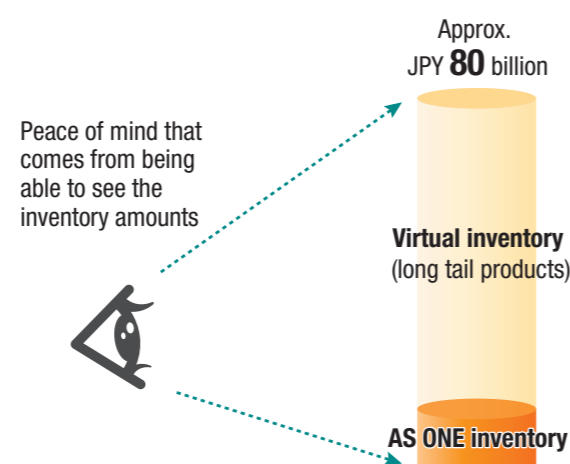 Approx.
JPY 80 billion
Peace of mind that
comes from being
able to see the
inventory amounts
Virtual inventory
(long tail products)
AS ONE inventory